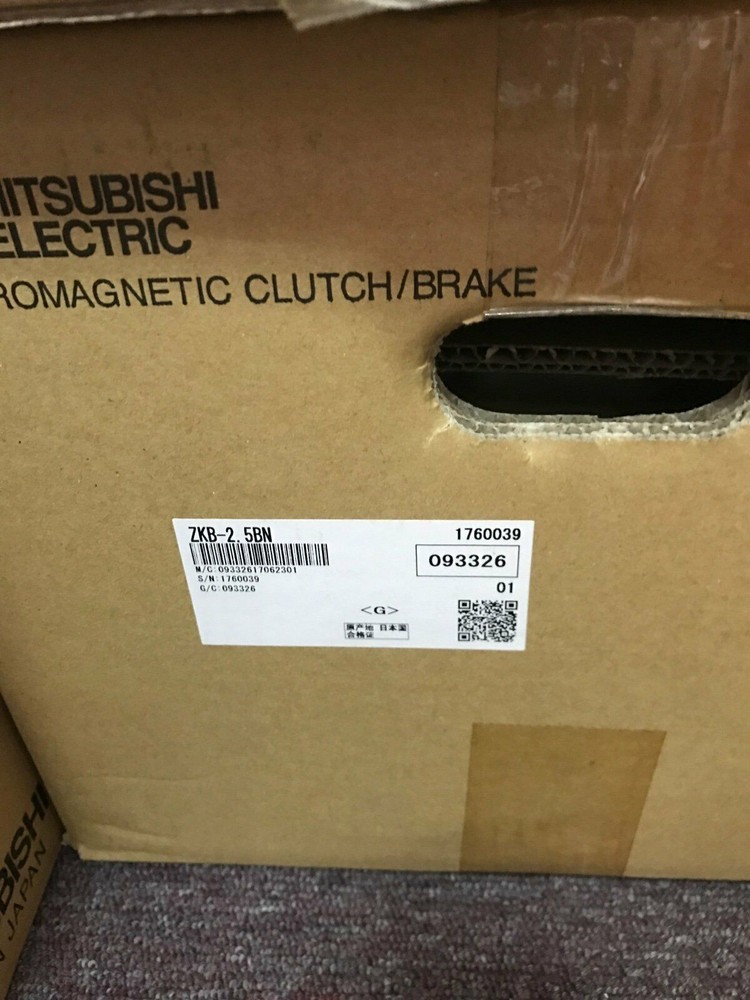 MITSUBISHI
ELECTRIC
ROMAGNETIC CLUTCH/BRAKE
ZKB-2.5BN
1760039
M/C:09332617062301
093326
S/N:1760039
G/C:093326
01
<G>
原产地 日本国
合格证
BISHI
JAPAN